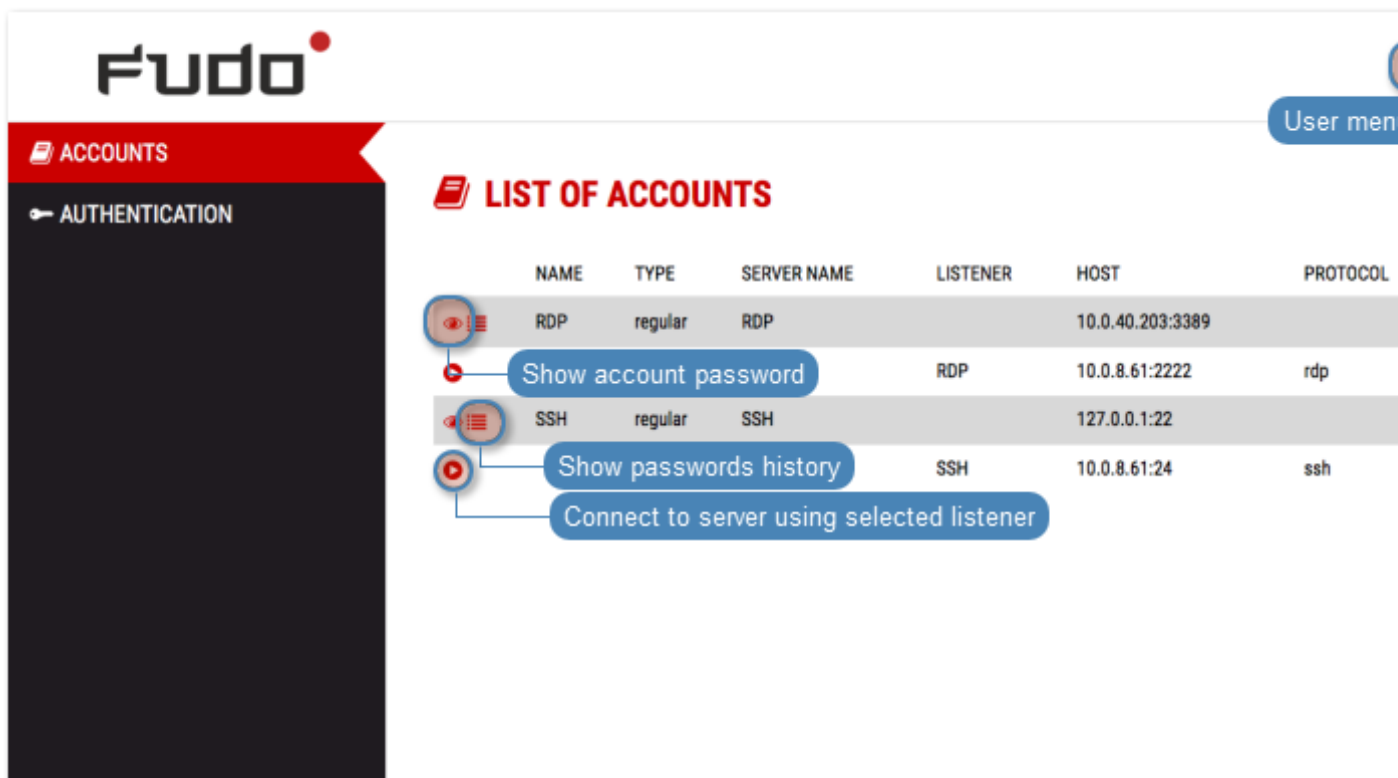 Fudo
User men
ACCOUNTS
AUTHENTICATION
LIST OF ACCOUNTS
NAME TYPE SERVER NAME LISTENER HOST PROTOCOL
RDP regular RDP 10.0.40.203:3389
Show account password
RDP 10.0.8.61:2222 rdp
SSH regular SSH 127.0.0.1:22
Show passwords history
SSH 10.0.8.61:24 ssh
Connect to server using selected listener